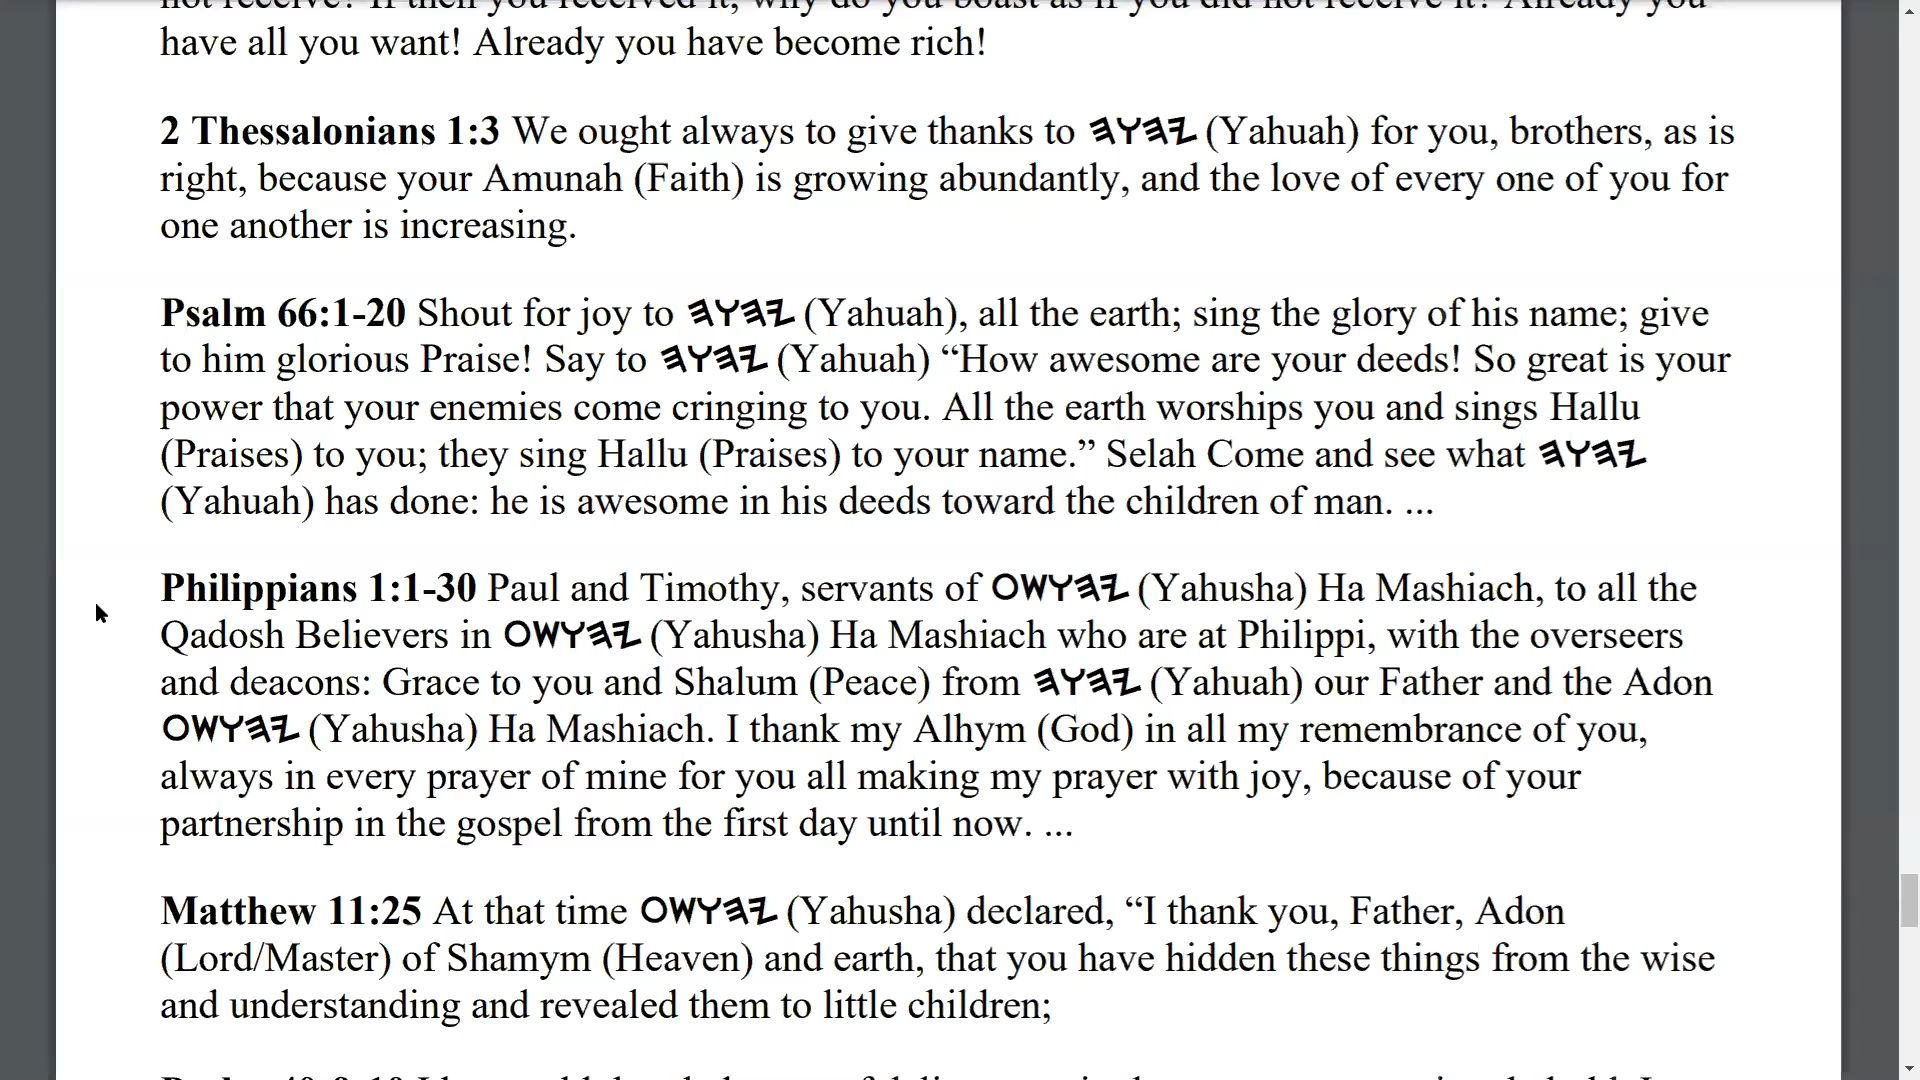 have all you want! Already you have become rich!
2 Thessalonians 1:3 We ought always to give thanks to 𐤉𐤄𐤅𐤄 (Yahuah) for you, brothers, as is
right, because your Amunah (Faith) is growing abundantly, and the love of every one of you for
one another is increasing.
Psalm 66:1-20 Shout for joy to 𐤉𐤄𐤅𐤄 (Yahuah), all the earth; sing the glory of his name; give
to him glorious Praise! Say to 𐤉𐤄𐤅𐤄 (Yahuah) “How awesome are your deeds! So great is your
power that your enemies come cringing to you. All the earth worships you and sings Hallu
(Praises) to you; they sing Hallu (Praises) to your name.” Selah Come and see what 𐤉𐤄𐤅𐤄
(Yahuah) has done: he is awesome in his deeds toward the children of man. ...
Philippians 1:1-30 Paul and Timothy, servants of 𐤉𐤄𐤅𐤔𐤏 (Yahusha) Ha Mashiach, to all the
Qadosh Believers in 𐤉𐤄𐤅𐤔𐤏 (Yahusha) Ha Mashiach who are at Philippi, with the overseers
and deacons: Grace to you and Shalum (Peace) from 𐤉𐤄𐤅𐤄 (Yahuah) our Father and the Adon
𐤉𐤄𐤅𐤔𐤏 (Yahusha) Ha Mashiach. I thank my Alhym (God) in all my remembrance of you,
always in every prayer of mine for you all making my prayer with joy, because of your
partnership in the gospel from the first day until now. ...
Matthew 11:25 At that time 𐤉𐤄𐤅𐤔𐤏 (Yahusha) declared, “I thank you, Father, Adon
(Lord/Master) of Shamym (Heaven) and earth, that you have hidden these things from the wise
and understanding and revealed them to little children;